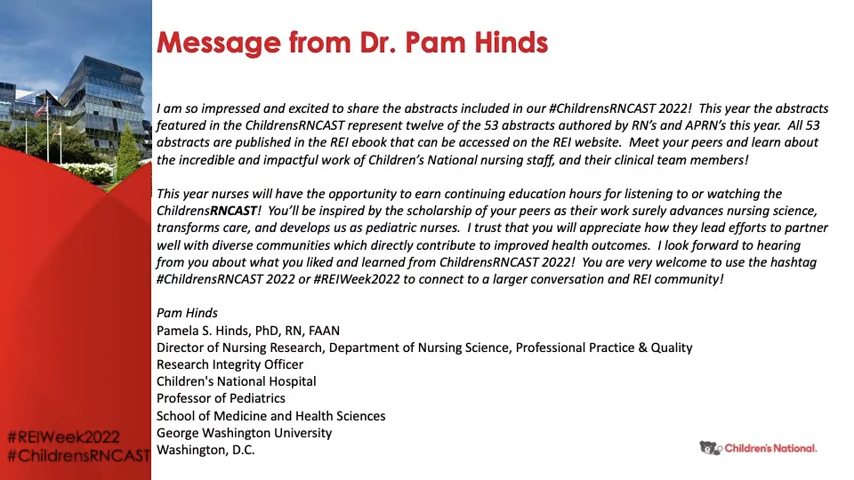 Message from Dr. Pam Hinds
I am so impressed and excited to share the abstracts included in our #ChildrensRNCAST 2022! This year the abstracts
featured in the ChildrensRNCAST represent twelve of the 53 abstracts authored by RN's and APRN's this year. All 53
abstracts are published in the REI ebook that can be accessed on the REI website. Meet your peers and learn about
the incredible and impactful work of Children's National nursing staff, and their clinical team members!
This year nurses will have the opportunity to earn continuing education hours for listening to or watching the
ChildrensRNCAST! You'll be inspired by the scholarship of your peers as their work surely advances nursing science,
transforms care, and develops us as pediatric nurses. I trust that you will appreciate how they lead efforts to partner
well with diverse communities which directly contribute to improved health outcomes. I look forward to hearing
from you about what you liked and learned from ChildrensRNCAST 2022! You are very welcome to use the hashtag
#ChildrensRNCAST 2022 or #REIWeek2022 to connect to a larger conversation and REI community!
Pam Hinds
Pamela S. Hinds, PhD, RN, FAAN
Director of Nursing Research, Department of Nursing Science, Professional Practice & Quality
Research Integrity Officer
Children's National Hospital
Professor of Pediatrics
School of Medicine and Health Sciences
George Washington University
Washington, D.C.
#REIWeek2022
#ChildrensRNCAST
Children's National.